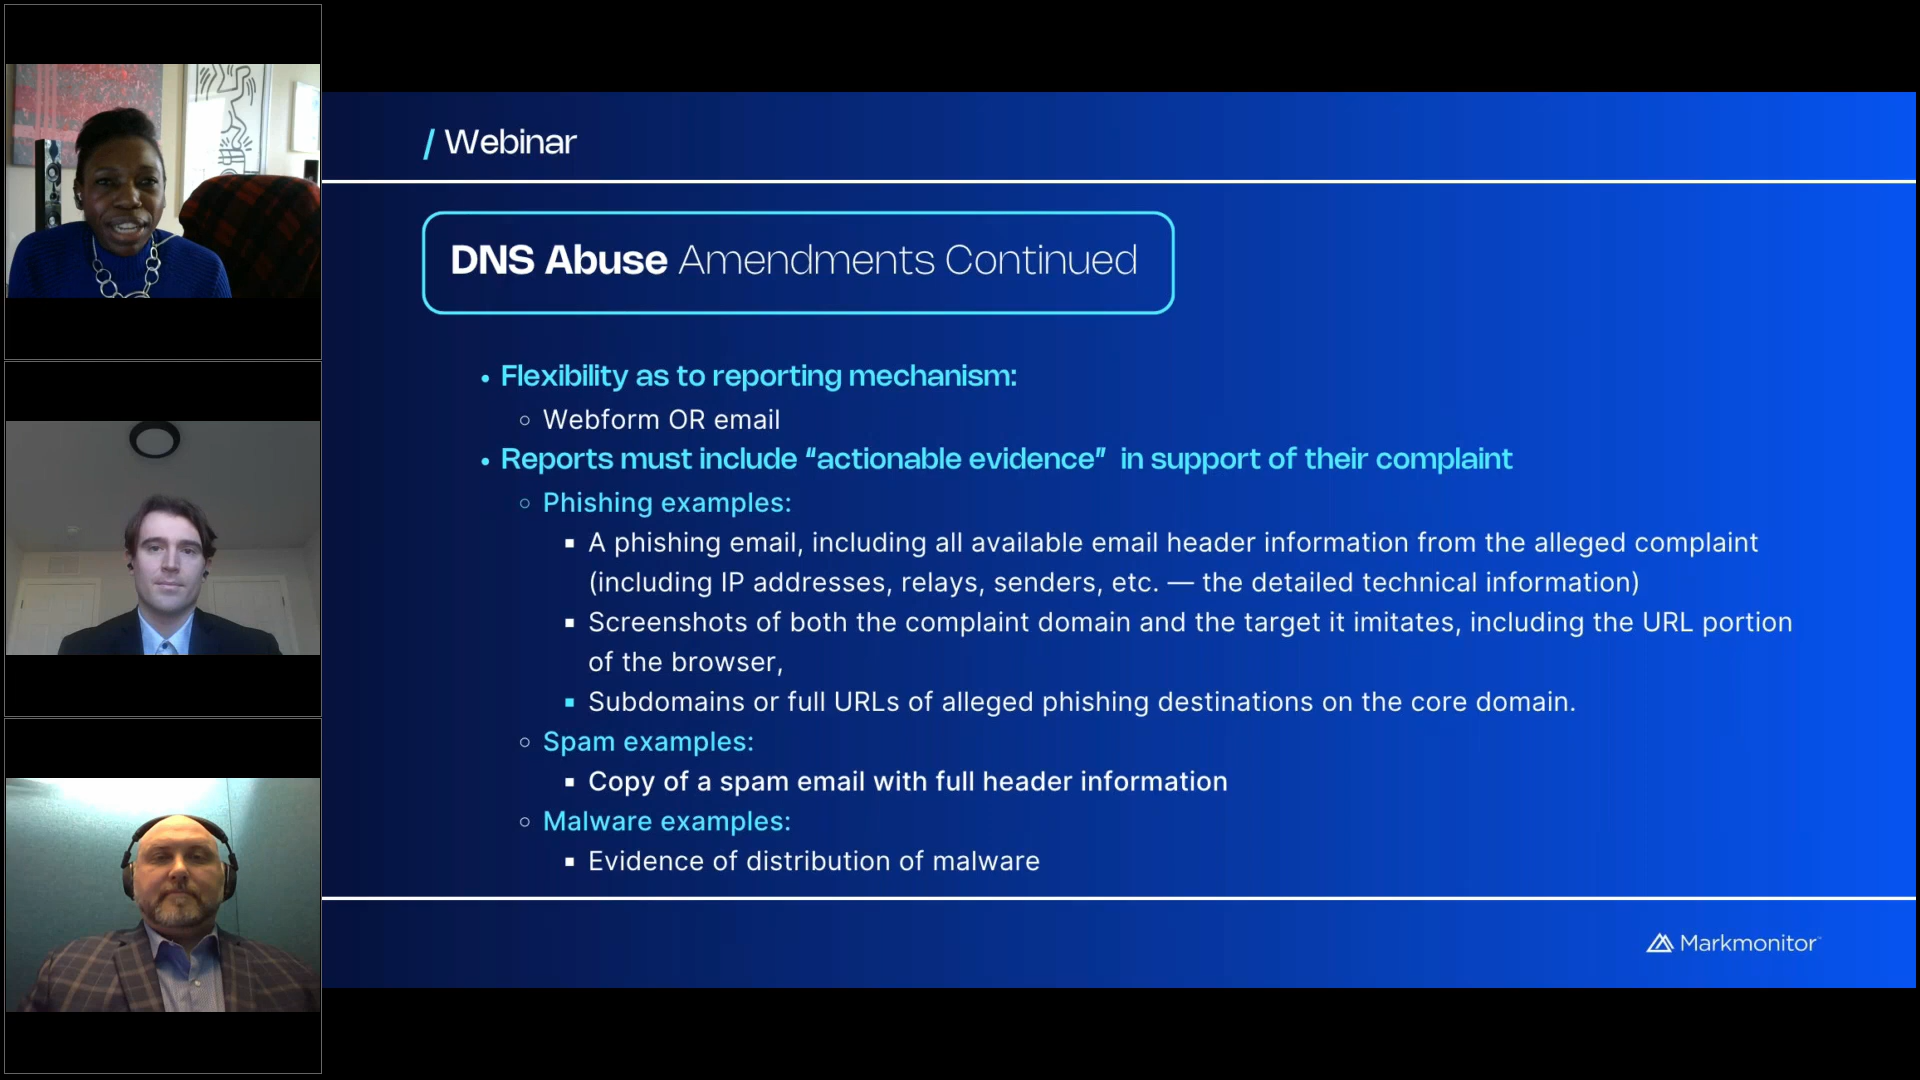 / Webinar
DNS Abuse Amendments Continued
• Flexibility as to reporting mechanism:
○ Webform OR email
• Reports must include “actionable evidence” in support of their complaint
○ Phishing examples:
▪ A phishing email, including all available email header information from the alleged complaint
(including IP addresses, relays, senders, etc. — the detailed technical information)
▪ Screenshots of both the complaint domain and the target it imitates, including the URL portion
of the browser,
▪ Subdomains or full URLs of alleged phishing destinations on the core domain.
○ Spam examples:
▪ Copy of a spam email with full header information
○ Malware examples:
▪ Evidence of distribution of malware
Markmonitor™